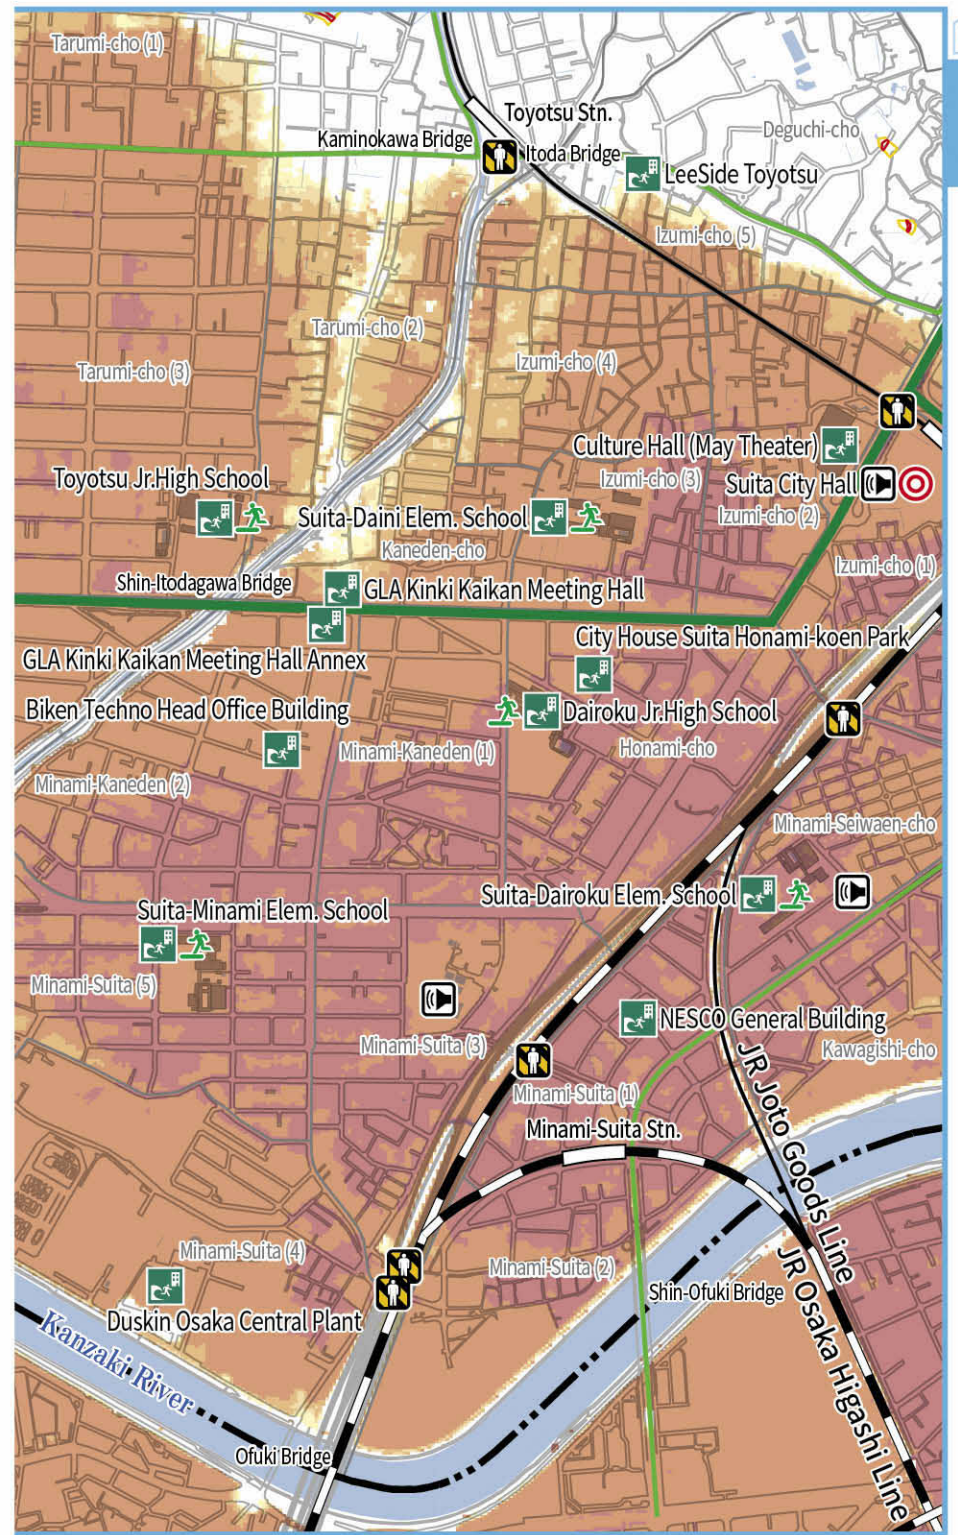 Tarumi-cho (1)
Toyotsu Stn.
Deguchi-cho
Kaminokawa Bridge
Itoda Bridge
LeeSide Toyotsu
Izumi-cho (5)
Tarumi-cho (2)
Izumi-cho (4)
Tarumi-cho (3)
Culture Hall (May Theater)
Toyotsu Jr.High School
Izumi-cho (3)
Suita City Hall
Suita-Daini Elem. School
Izumi-cho (2)
Kaneden-cho
Izumi-cho (1)
Shin-Itodagawa Bridge
GLA Kinki Kaikan Meeting Hall
City House Suita Honami-koen Park
GLA Kinki Kaikan Meeting Hall Annex
Biken Techno Head Office Building
Dairoku Jr.High School
Minami-Kaneden (1)
Honami-cho
Minami-Kaneden (2)
Minami-Seiwaen-cho
Suita-Dairoku Elem. School
Suita-Minami Elem. School
Minami-Suita (5)
NESCO General Building
Minami-Suita (3)
Kawagishi-cho
Minami-Suita (1)
Minami-Suita Stn.
JR Joto Goods Line
Minami-Suita (4)
Minami-Suita (2)
Shin-Ofuki Bridge
Duskin Osaka Central Plant
JR Osaka Higashi Line
Kanzaki River
Ofuki Bridge